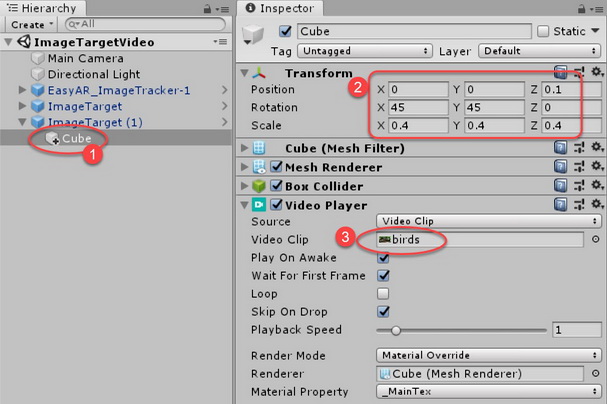 Hierarchy
Create
All
ImageTargetVideo
Main Camera
Directional Light
EasyAR_ImageTracker-1
ImageTarget
ImageTarget (1)
Cube
1
Inspector
Cube
Static
Tag Untagged Layer Default
Transform
2
Position X 0 Y 0 Z 0.1
Rotation X 45 Y 45 Z 0
Scale X 0.4 Y 0.4 Z 0.4
Cube (Mesh Filter)
Mesh Renderer
Box Collider
Video Player
Source Video Clip
Video Clip 3 birds
Play On Awake
Wait For First Frame
Loop
Skip On Drop
Playback Speed 1
Render Mode Material Override
Renderer Cube (Mesh Renderer)
Material Property _MainTex